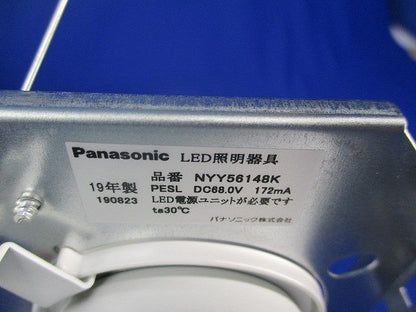 Panasonic LED照明器具
品番 NYY56148K
19年製 PESL DC68.0V 172mA
190823 LED電源ユニットが必要です
ta30℃
パナソニック株式会社